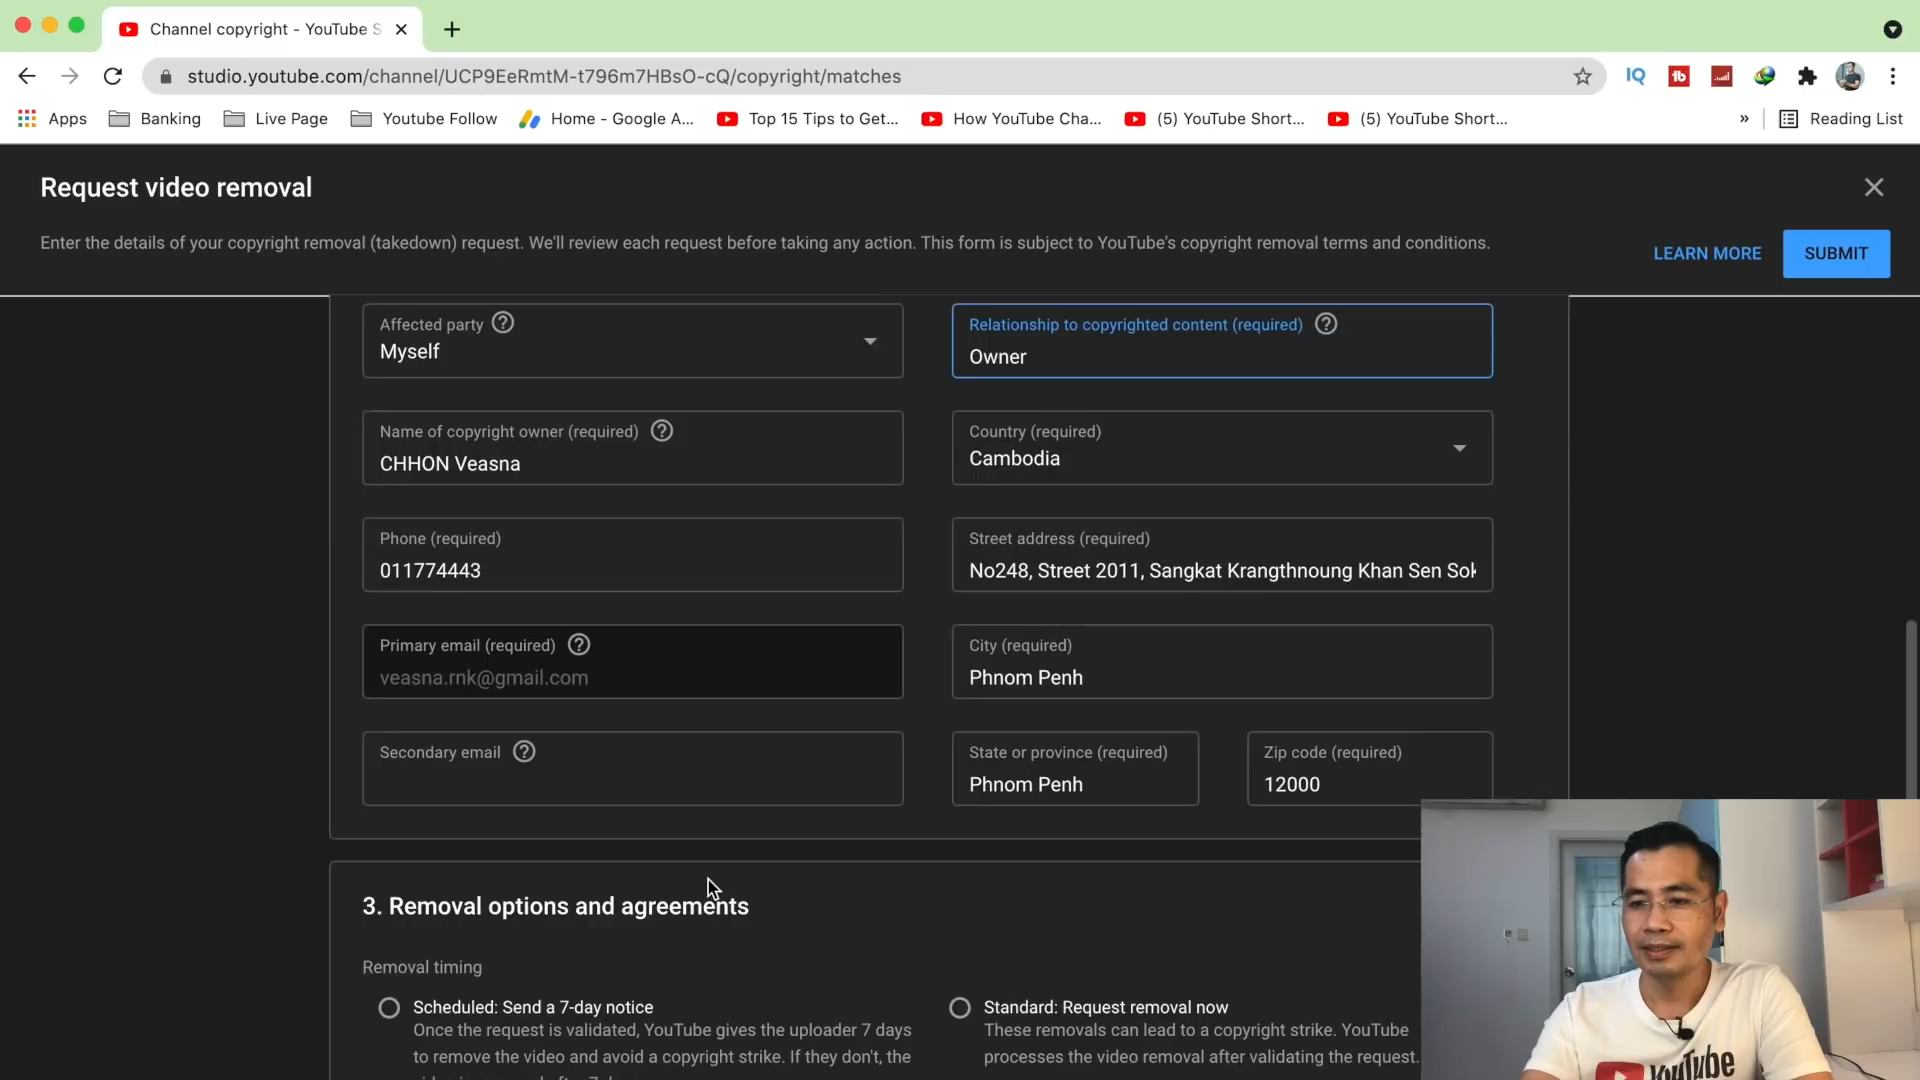 Channel copyright - YouTube S
studio.youtube.com/channel/UCP9EeRmtM-t796m7HBsO-cQ/copyright/matches
IQ
tb
Apps Banking Live Page Youtube Follow Home - Google A... Top 15 Tips to Get... How YouTube Cha... (5) YouTube Short... (5) YouTube Short... » Reading List
Request video removal
Enter the details of your copyright removal (takedown) request. We'll review each request before taking any action. This form is subject to YouTube's copyright removal terms and conditions.
LEARN MORE SUBMIT
Affected party ?
Myself
Relationship to copyrighted content (required) ?
Owner
Name of copyright owner (required) ?
CHHON Veasna
Country (required)
Cambodia
Phone (required)
011774443
Street address (required)
No248, Street 2011, Sangkat Krangthnoung Khan Sen Sok
Primary email (required) ?
veasna.rnk@gmail.com
City (required)
Phnom Penh
Secondary email ?
State or province (required)
Phnom Penh
Zip code (required)
12000
3. Removal options and agreements
Removal timing
Scheduled: Send a 7-day notice
Once the request is validated, YouTube gives the uploader 7 days
to remove the video and avoid a copyright strike. If they don't, the
Standard: Request removal now
These removals can lead to a copyright strike. YouTube
processes the video removal after validating the request.
YouTube